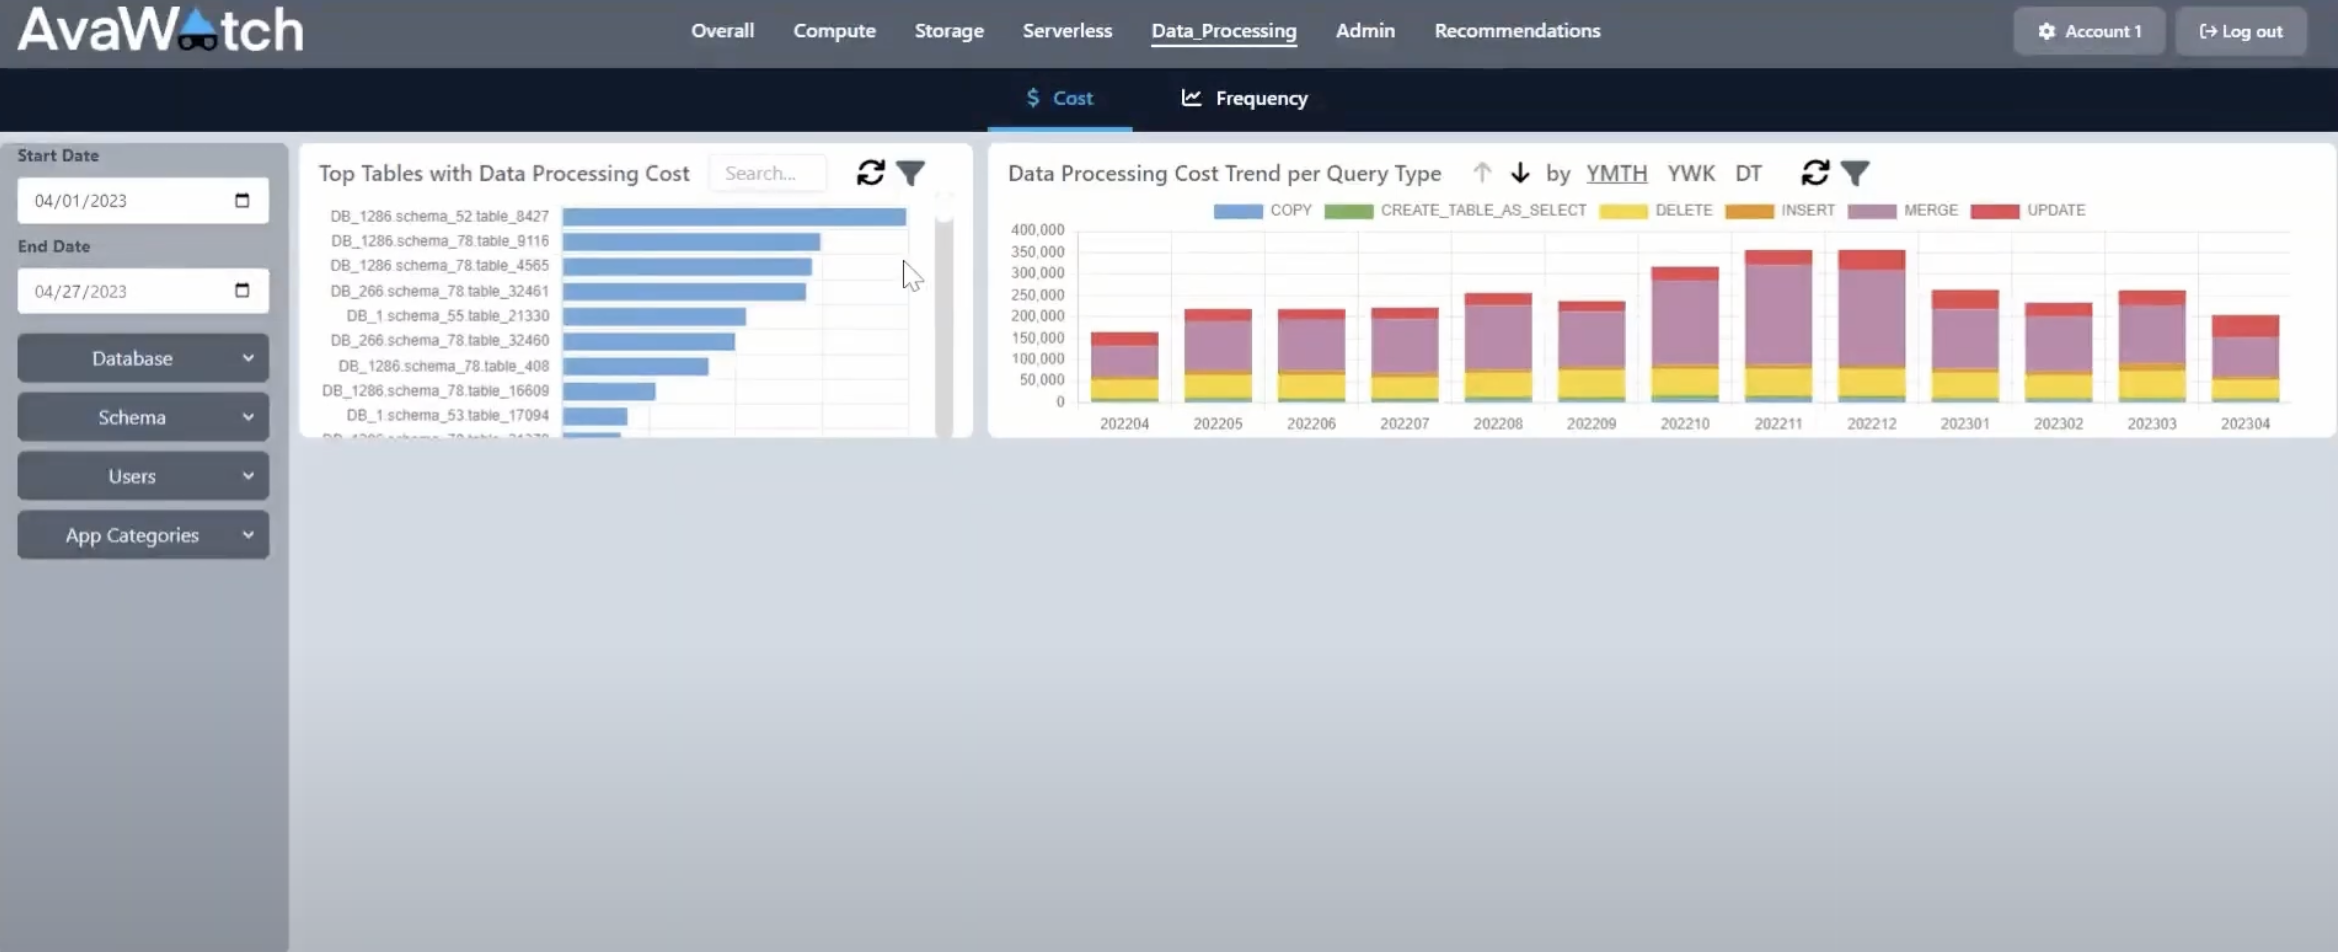 AvaWatch
Overall Compute Storage Serverless Data_Processing Admin Recommendations
Account 1 Log out
$ Cost Frequency
Start Date
04/01/2023
End Date
04/27/2023
Database
Schema
Users
App Categories
Top Tables with Data Processing Cost Search...
DB_1286.schema_52.table_8427
DB_1286.schema_78.table_9116
DB_1286.schema_78.table_4565
DB_266.schema_78.table_32461
DB_1.schema_55.table_21330
DB_266.schema_78.table_32460
DB_1286.schema_78.table_408
DB_1286.schema_78.table_16609
DB_1.schema_53.table_17094
Data Processing Cost Trend per Query Type by YMTH YWK DT
COPY CREATE_TABLE_AS_SELECT DELETE INSERT MERGE UPDATE
400,000
350,000
300,000
250,000
200,000
150,000
100,000
50,000
0
202204 202205 202206 202207 202208 202209 202210 202211 202212 202301 202302 202303 202304